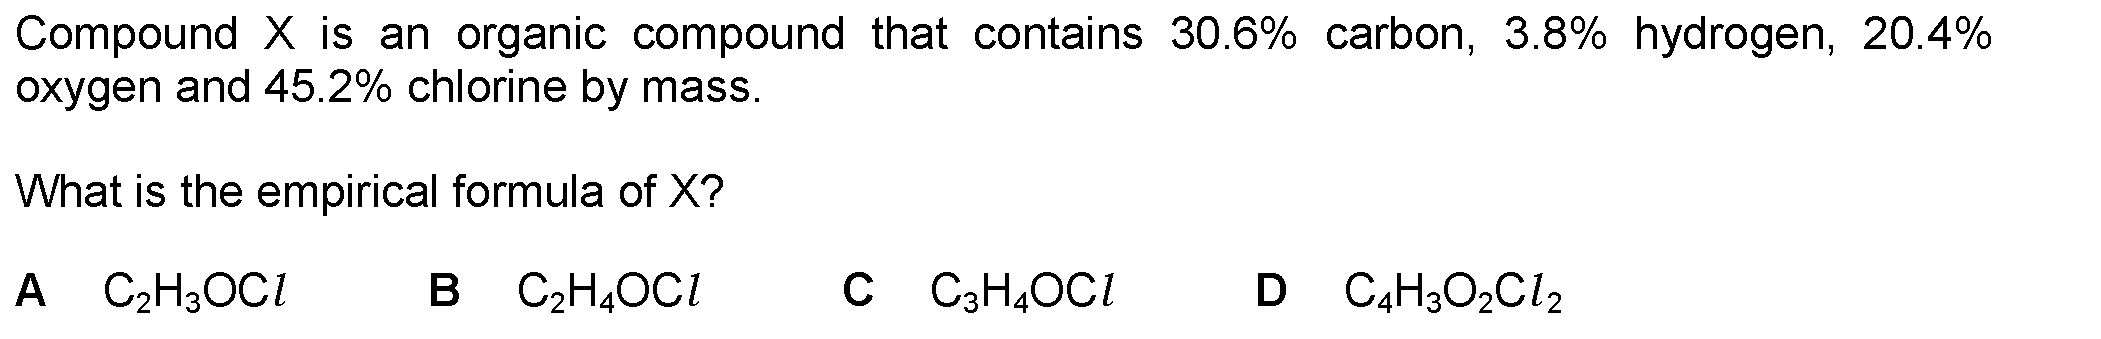 Compound X is an organic compound that contains 30.6% carbon, 3.8% hydrogen, 20.4%
oxygen and 45.2% chlorine by mass.
What is the empirical formula of X?
A C₂H₃OCl B C₂H₄OCl C C₃H₄OCl D C₄H₃O₂Cl₂